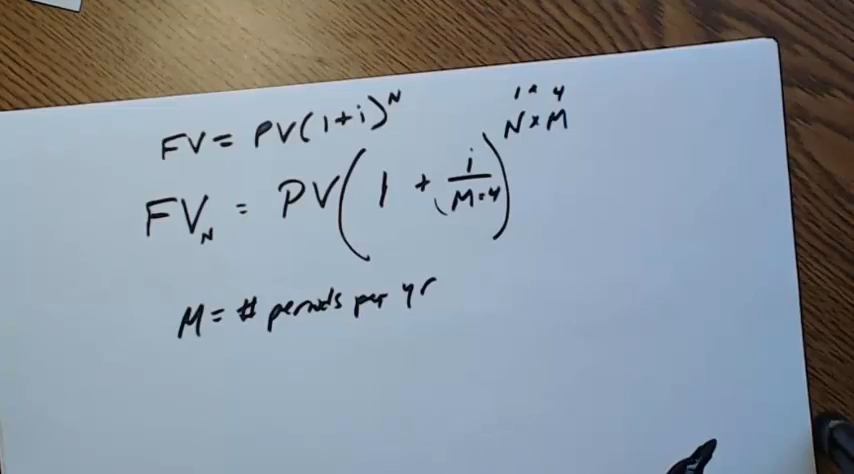 FV = PV(1+i)^N
1 * 4
FV_N = PV(1 + i/(M=4))^N×M
M = # periods per yr